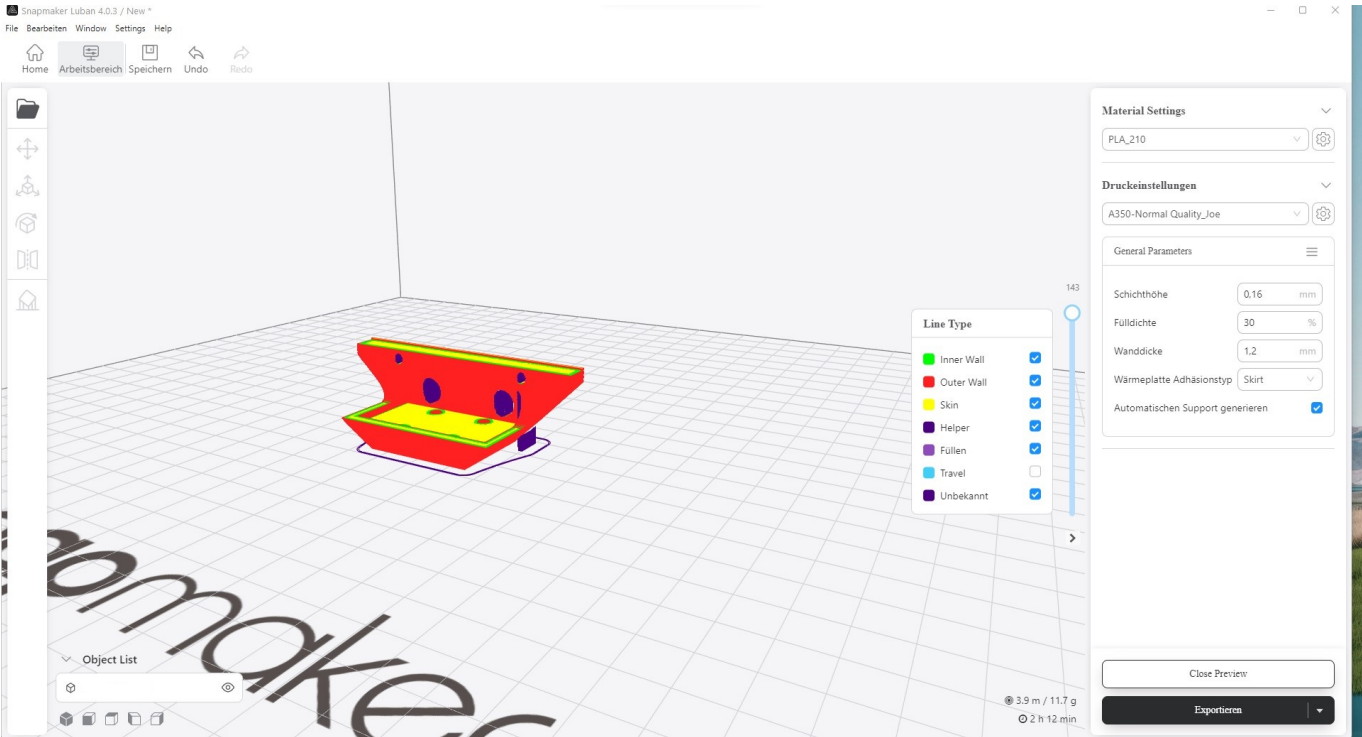 Snapmaker Luban 4.0.3 / New *
File Bearbeiten Window Settings Help
Home Arbeitsbereich Speichern Undo Redo
Material Settings
PLA_210
Druckeinstellungen
A350-Normal Quality_Joe
General Parameters
Schichthöhe 0,16 mm
Fülldichte 30 %
Wanddicke 1,2 mm
Wärmeplatte Adhäsionstyp Skirt
Automatischen Support generieren
143
Line Type
Inner Wall
Outer Wall
Skin
Helper
Füllen
Travel
Unbekannt
apmaker
Object List
3.9 m / 11.7 g
2 h 12 min
Close Preview
Exportieren